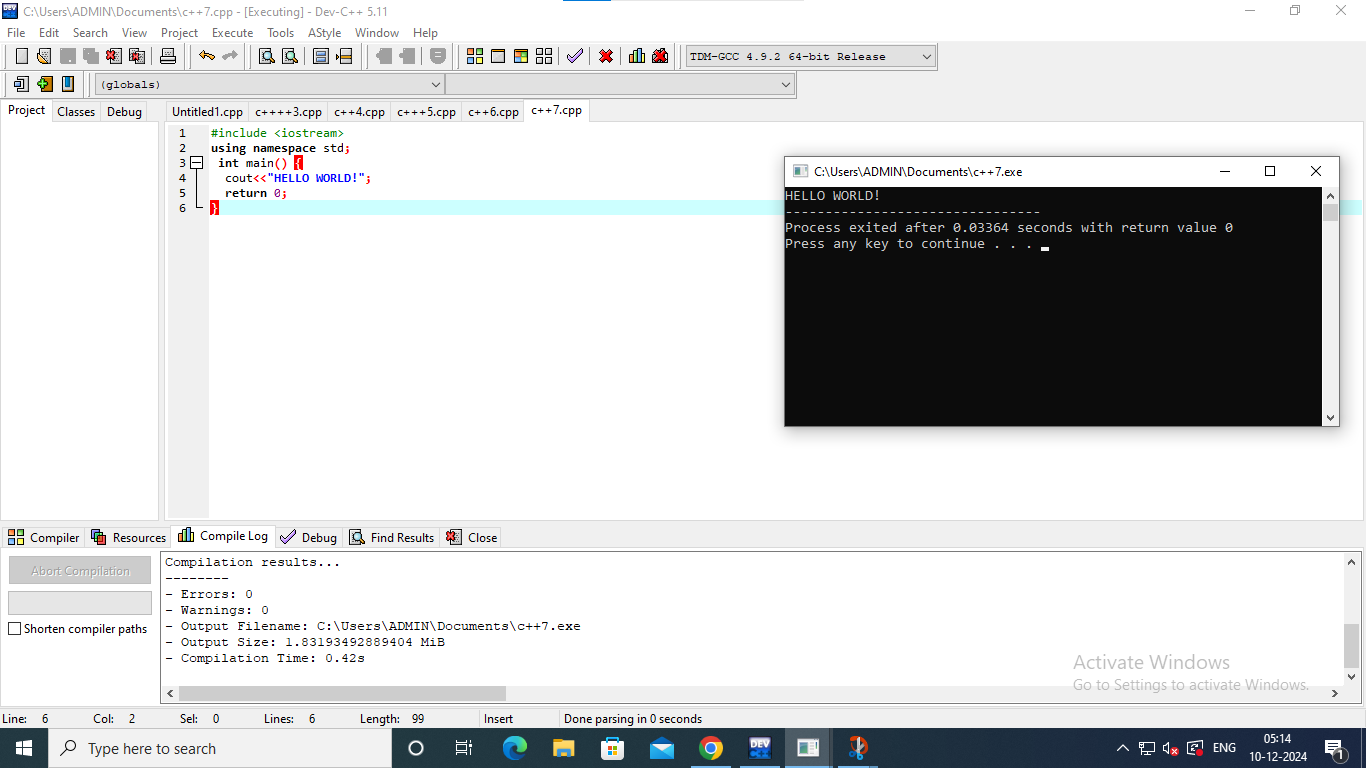 C:\Users\ADMIN\Documents\c++7.cpp - [Executing] - Dev-C++ 5.11
File Edit Search View Project Execute Tools AStyle Window Help
TDM-GCC 4.9.2 64-bit Release
(globals)
Project Classes Debug Untitled1.cpp c++++3.cpp c++4.cpp c+++5.cpp c++6.cpp c++7.cpp
1 #include <iostream>
2 using namespace std;
3 int main() {
4 cout<<"HELLO WORLD!";
5 return 0;
6 }
C:\Users\ADMIN\Documents\c++7.exe
HELLO WORLD!
--------------------------------
Process exited after 0.03364 seconds with return value 0
Press any key to continue . . .
Compiler Resources Compile Log Debug Find Results Close
Abort Compilation
Shorten compiler paths
Compilation results...
--------
- Errors: 0
- Warnings: 0
- Output Filename: C:\Users\ADMIN\Documents\c++7.exe
- Output Size: 1.83193492889404 MiB
- Compilation Time: 0.42s
Activate Windows
Go to Settings to activate Windows.
Line: 6 Col: 2 Sel: 0 Lines: 6 Length: 99 Insert Done parsing in 0 seconds
Type here to search
DEV
ENG
05:14
10-12-2024
1